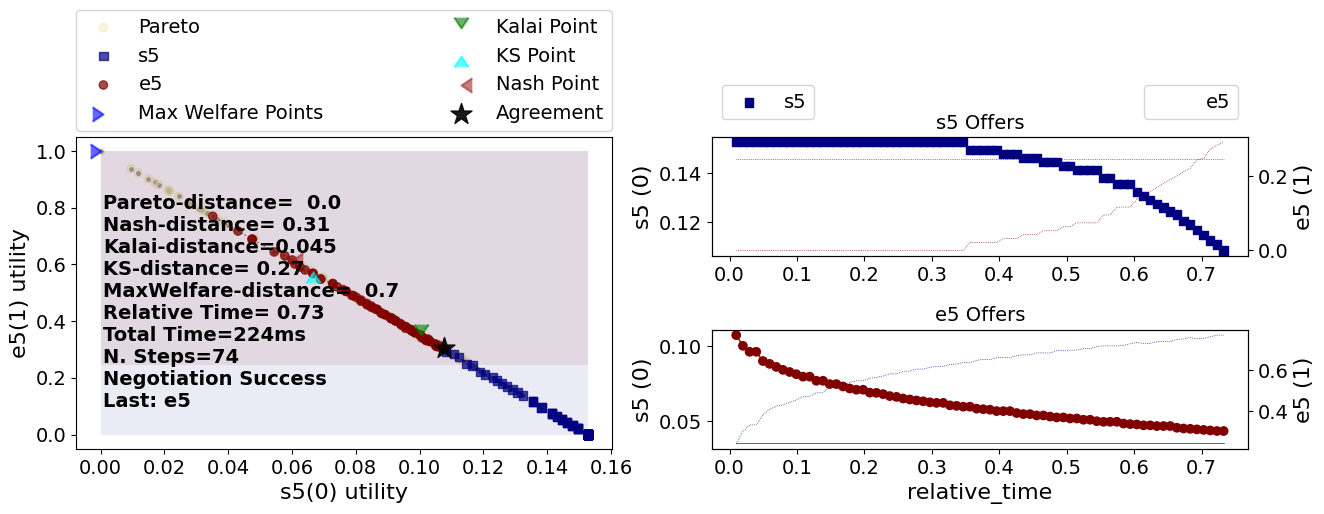 Pareto
s5
e5
Max Welfare Points
Kalai Point
KS Point
Nash Point
Agreement
1.0
0.8
0.6
0.4
0.2
0.0
e5(1) utility
Pareto-distance=  0.0
Nash-distance= 0.31
Kalai-distance=0.045
KS-distance= 0.27
MaxWelfare-distance=  0.7
Relative Time= 0.73
Total Time=224ms
N. Steps=74
Negotiation Success
Last: e5
0.00 0.02 0.04 0.06 0.08 0.10 0.12 0.14 0.16
s5(0) utility
s5
e5
s5 Offers
s5 (0)
0.14
0.12
0.2
0.0
e5 (1)
0.0 0.1 0.2 0.3 0.4 0.5 0.6 0.7
e5 Offers
s5 (0)
0.10
0.05
0.6
0.4
e5 (1)
0.0 0.1 0.2 0.3 0.4 0.5 0.6 0.7
relative_time